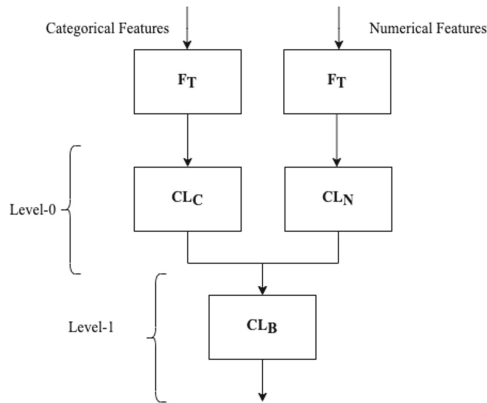 Categorical Features
Numerical Features
FT
FT
Level-0
CLC
CLN
Level-1
CLB